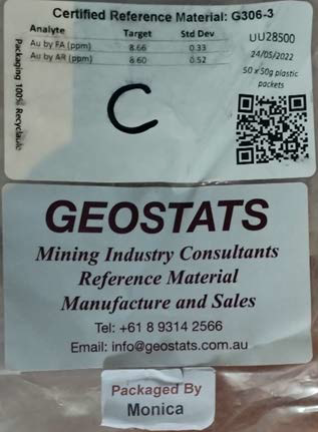 Certified Reference Material: G306-3
Analyte Target Std Dev
Au by FA (ppm) 8.66 0.33
Au by AR (ppm) 8.60 0.52
UU28500
24/05/2022
50 x 50g plastic
packets
Packaging 100% Recyclable
C
GEOSTATS
Mining Industry Consultants
Reference Material
Manufacture and Sales
Tel: +61 8 9314 2566
Email: info@geostats.com.au
Packaged By
Monica